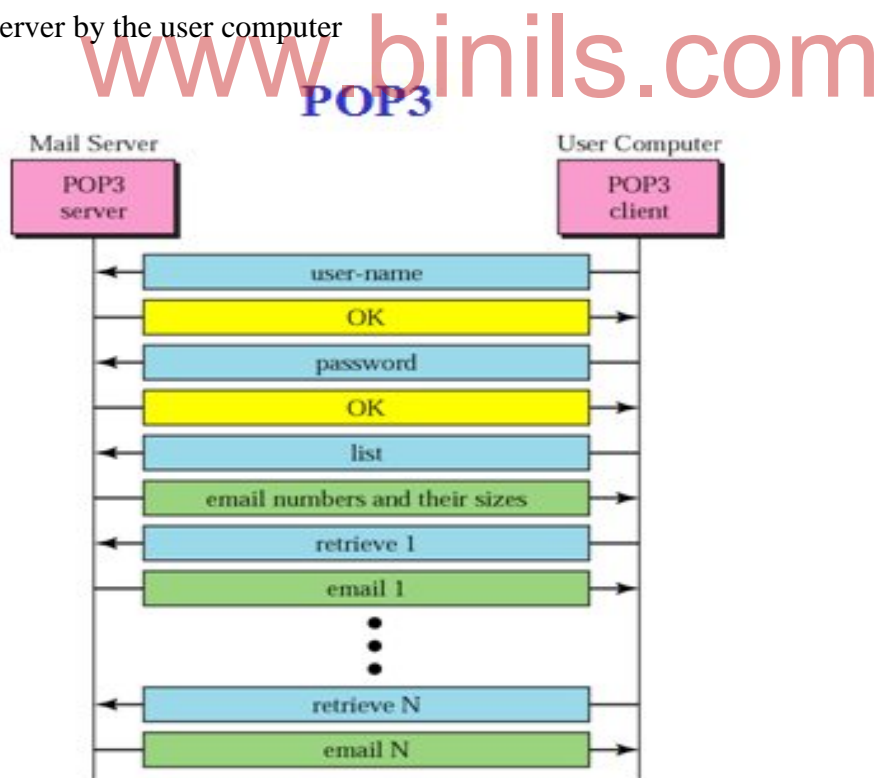 erver by the user computer
www.binils.com
POP3
Mail Server
User Computer
POP3
server
POP3
client
user-name
OK
password
OK
list
email numbers and their sizes
retrieve 1
email 1
retrieve N
email N